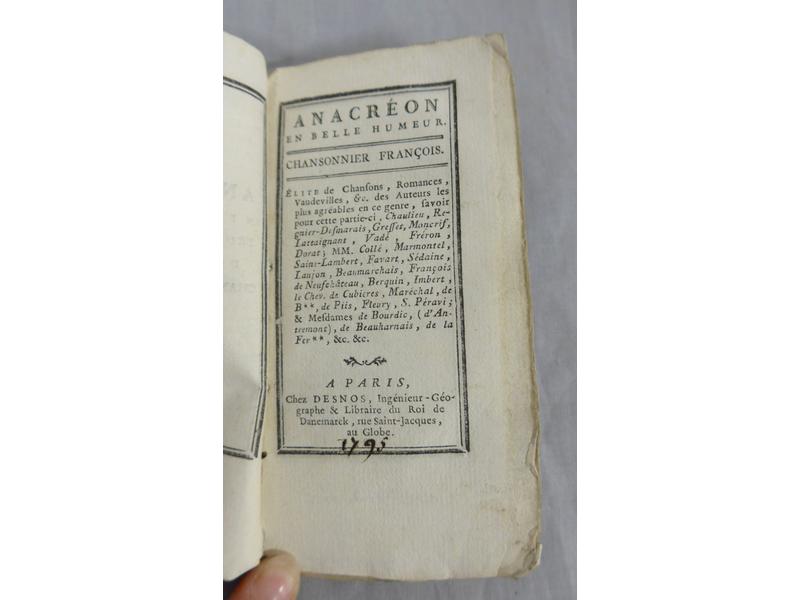 ANACRÉON
EN BELLE HUMEUR.
CHANSONNIER FRANÇOIS.
ÉLITE de Chanſons, Romances,
Vaudevilles, &c. des Auteurs les
plus agréables en ce genre, ſavoir
pour cette partie-ci, Chaulieu, Re-
gnier-Deſmarais, Greſſet, Moncrif,
Lattaignant, Vadé, Fréron,
Dorat; MM. Collé, Marmontel,
Saint-Lambert, Favart, Sédaine,
Laujon, Beaumarchais, François
de Neufchâteau, Berquin, Imbert,
le Chev. de Cubieres, Maréchal, de
B**, de Piis, Fleury, S. Péravi;
& Meſdames de Bourdic, (d'An-
tremont), de Beauharnais, de la
Fer**, &c. &c.
A PARIS,
Chez DESNOS, Ingénieur-Géo-
graphe & Libraire du Roi de
Danemarck, rue Saint-Jacques,
au Globe.
1795